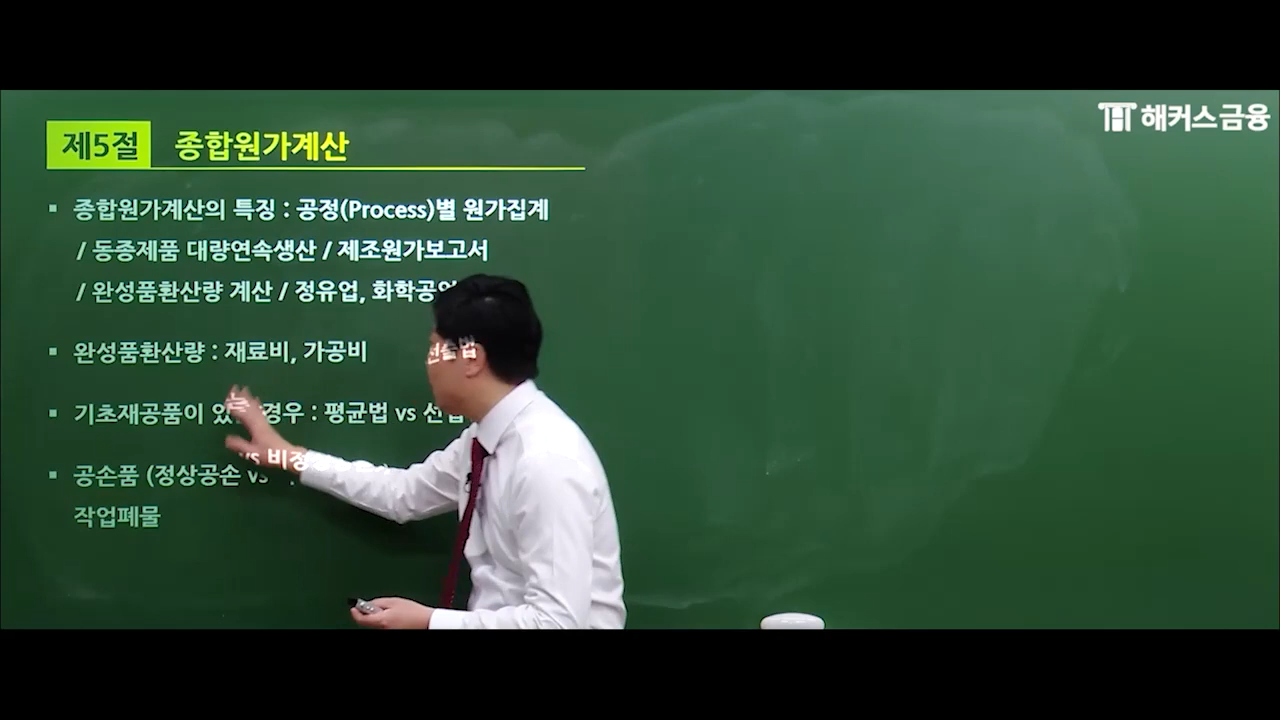 해커스금융
제5절 종합원가계산
▪ 종합원가계산의 특징 : 공정(Process)별 원가집계
/ 동종제품 대량연속생산 / 제조원가보고서
/ 완성품환산량 계산 / 정유업,
▪ 완성품환산량 : 재료비, 가공비
▪ 기초재공품이 있는 경우 : 평균법 vs
▪ 공손품 (정상공손 vs
작업폐물